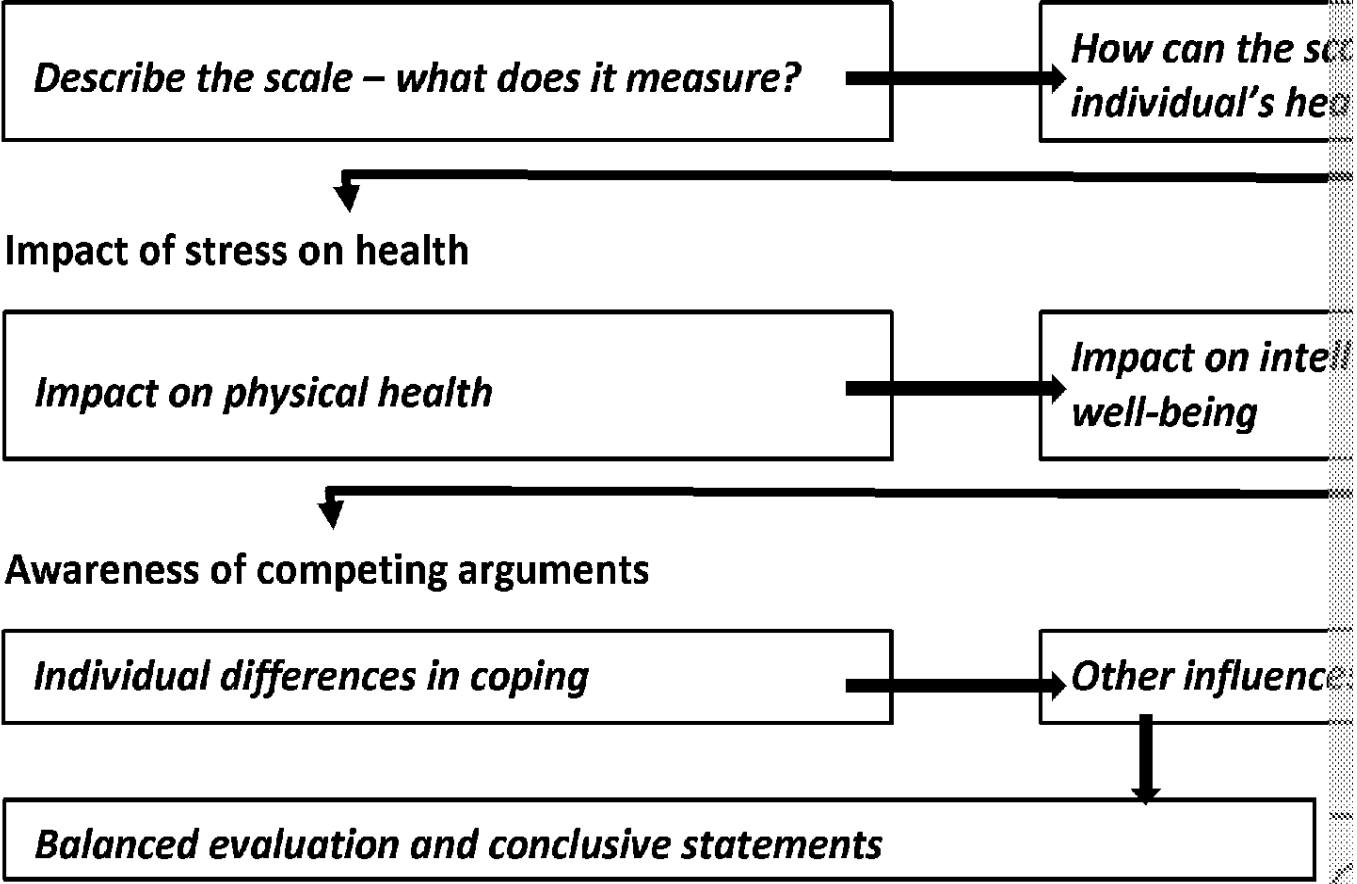 Describe the scale – what does it measure?
How can the
individual's
Impact of stress on health
Impact on physical health
Impact on
well-being
Awareness of competing arguments
Individual differences in coping
Other
Balanced evaluation and conclusive statements